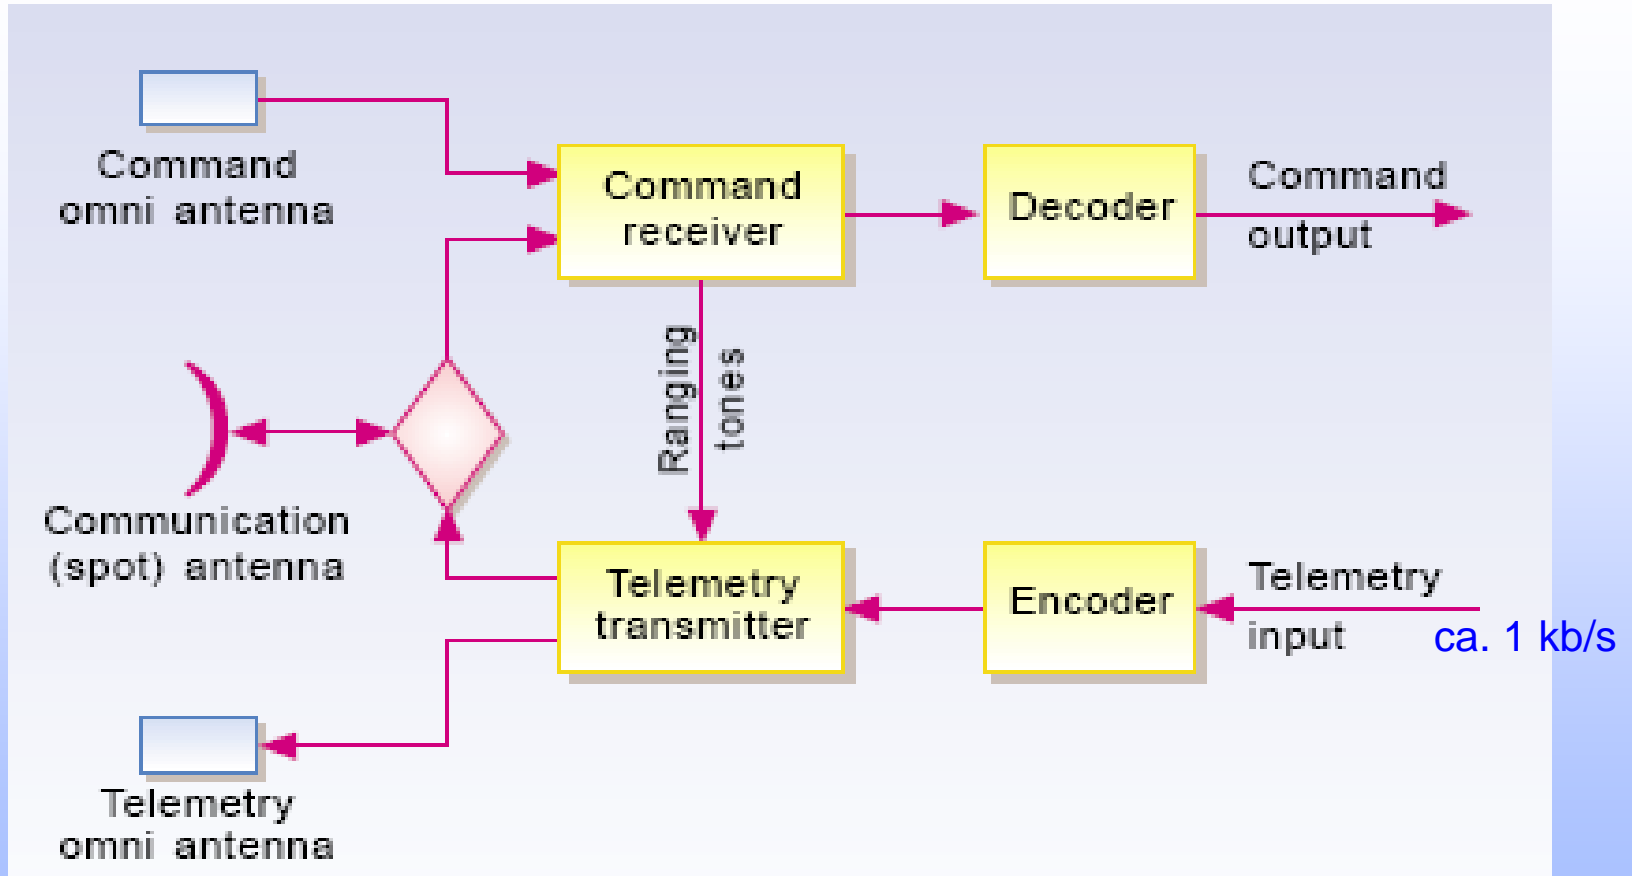 Command
omni antenna
Command
receiver
Decoder
Command
output
Ranging
tones
Communication
(spot) antenna
Telemetry
transmitter
Encoder
Telemetry
input
ca. 1 kb/s
Telemetry
omni antenna